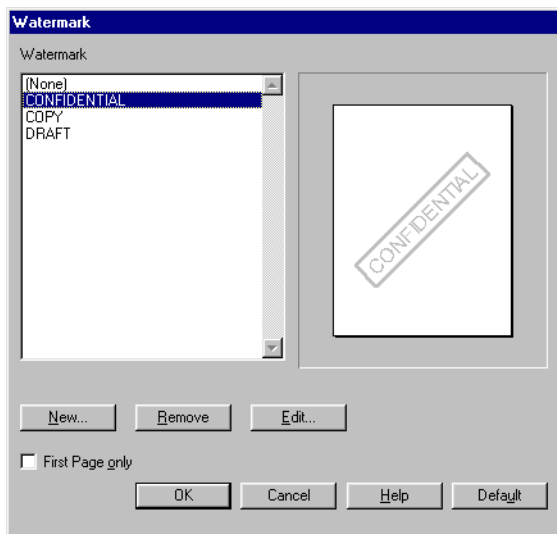 Watermark
Watermark
(None)
CONFIDENTIAL
COPY
DRAFT
CONFIDENTIAL
New... Remove Edit...
First Page only
OK Cancel Help Default